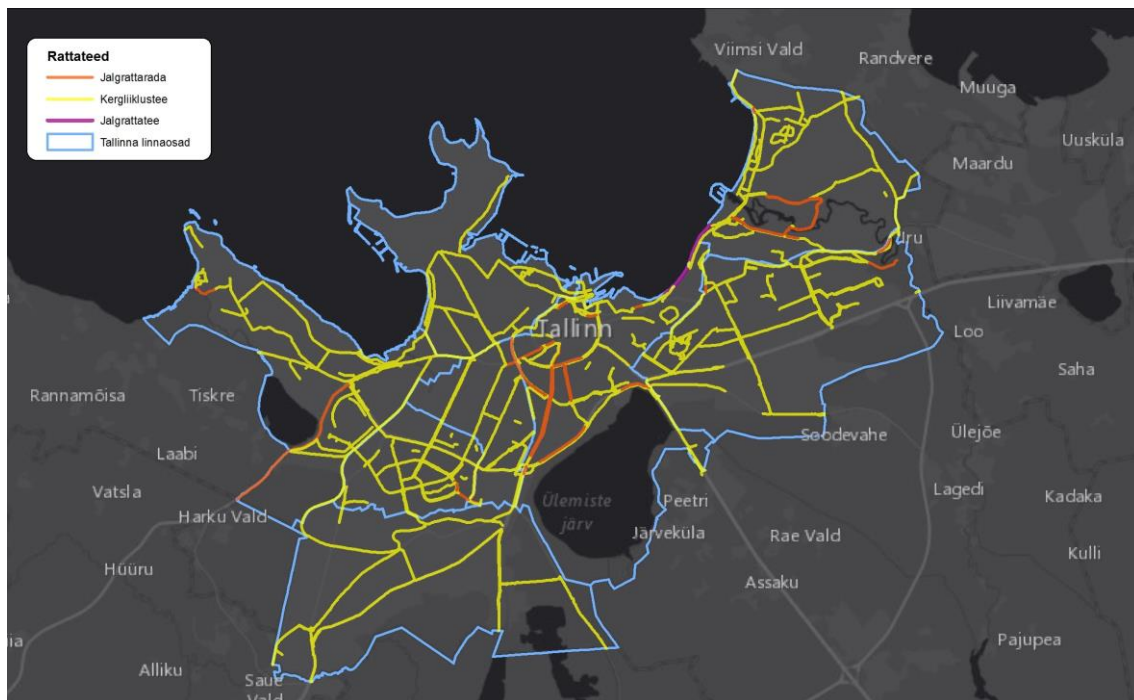 Rattateed
Jalgrattarada
Kergliiklustee
Jalgrattatee
Tallinna linnaosad
Viimsi Vald
Randvere
Muuga
Uusküla
Maardu
Iru
Liivamäe
Loo
Tallinn
Saha
Rannamõisa
Tiskre
Soodevahe
Ülejõe
Laabi
Vatsla
Harku Vald
Ülemiste
järv
Peetri
Järveküla
Lagedi
Kadaka
Rae Vald
Kulli
Hüüru
Assaku
Pajupea
Alliku
Saue
Vald